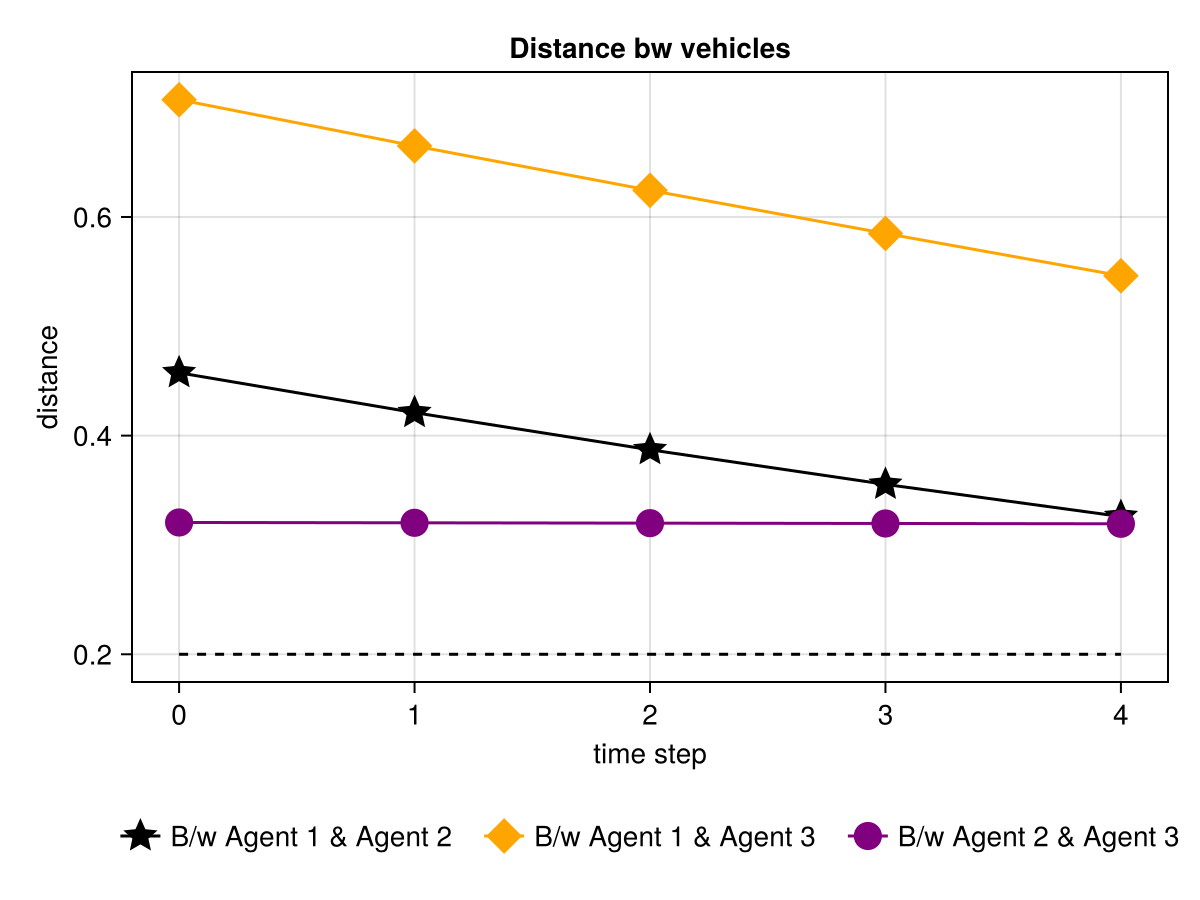 Distance bw vehicles
distance
0.6
0.4
0.2
0 1 2 3 4
time step
B/w Agent 1 & Agent 2 B/w Agent 1 & Agent 3 B/w Agent 2 & Agent 3